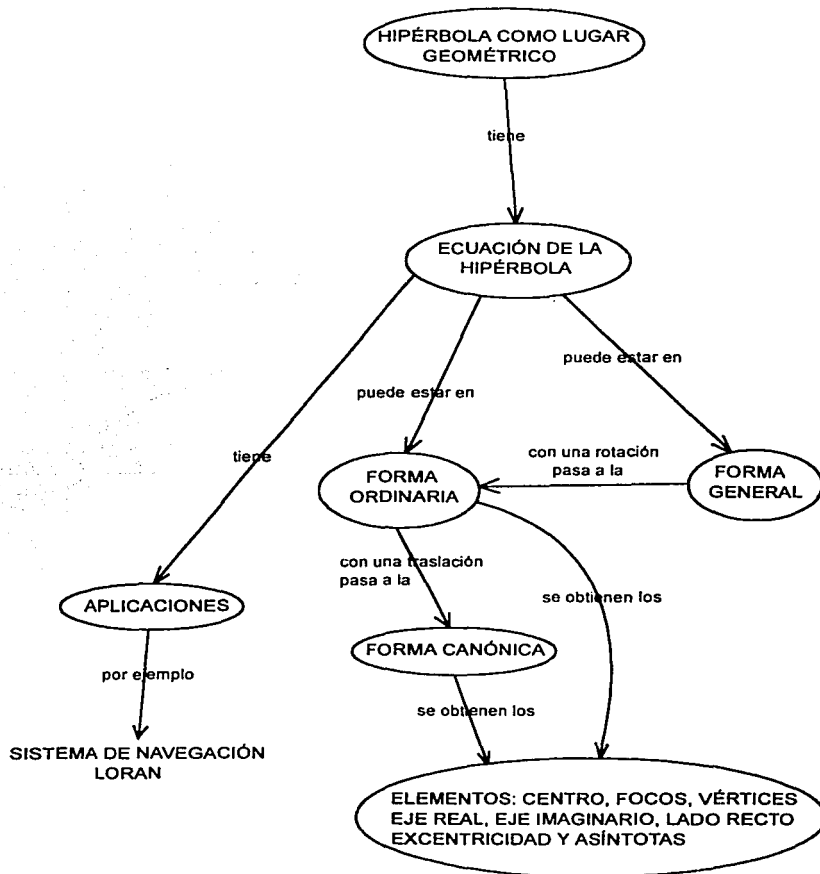 HIPÉRBOLA COMO LUGAR
GEOMÉTRICO
tiene
ECUACIÓN DE LA
HIPÉRBOLA
puede estar en
puede estar en
tiene
con una rotación
pasa a la
FORMA
ORDINARIA
FORMA
GENERAL
con una traslación
pasa a la
se obtienen los
APLICACIONES
FORMA CANÓNICA
por ejemplo
se obtienen los
SISTEMA DE NAVEGACIÓN
LORAN
ELEMENTOS: CENTRO, FOCOS, VÉRTICES
EJE REAL, EJE IMAGINARIO, LADO RECTO
EXCENTRICIDAD Y ASÍNTOTAS